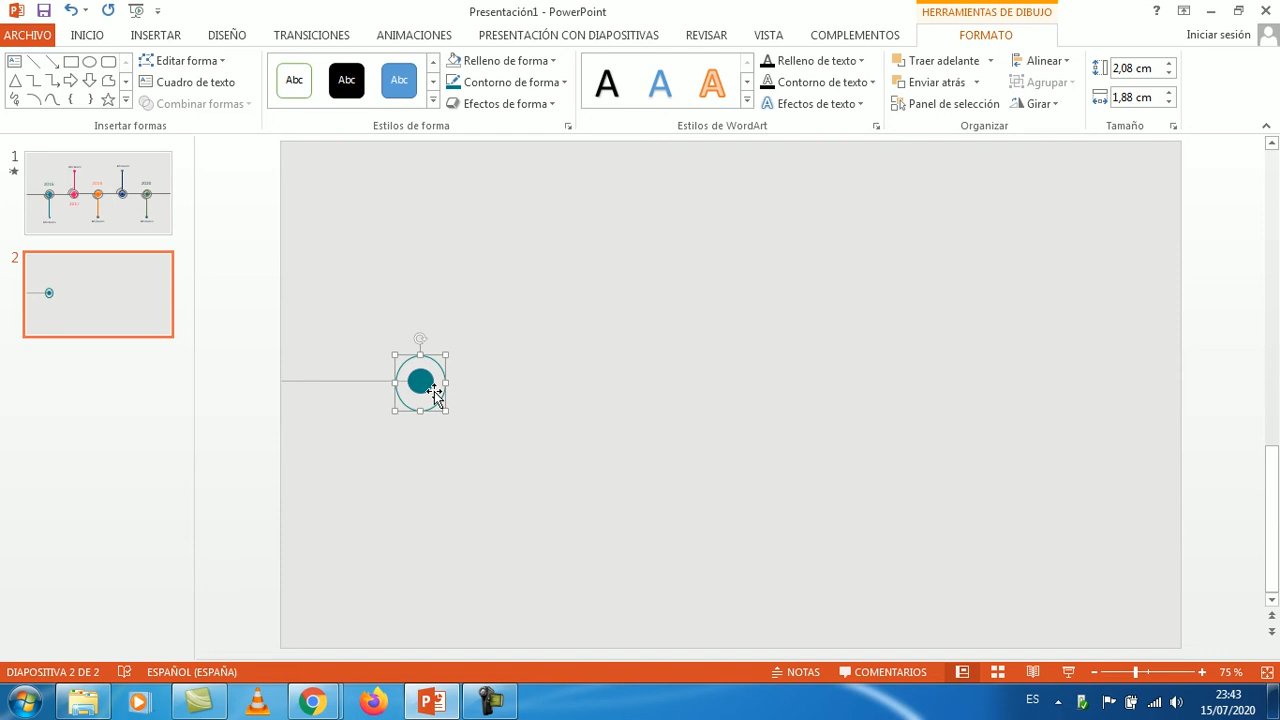 Presentación1 - PowerPoint
HERRAMIENTAS DE DIBUJO
?
ARCHIVO INICIO INSERTAR DISEÑO TRANSICIONES ANIMACIONES PRESENTACIÓN CON DIAPOSITIVAS REVISAR VISTA COMPLEMENTOS FORMATO Iniciar sesión
Editar forma
Cuadro de texto
Combinar formas
Insertar formas
Abc Abc Abc
Relleno de forma
Contorno de forma
Efectos de forma
Estilos de forma
A A A
Relleno de texto
Contorno de texto
Efectos de texto
Estilos de WordArt
Traer adelante
Enviar atrás
Panel de selección
Alinear
Agrupar
Girar
Organizar
2,08 cm
1,88 cm
Tamaño
1
2016
2017
2018
2020
2
DIAPOSITIVA 2 DE 2 ESPAÑOL (ESPAÑA) NOTAS COMENTARIOS 75 %
ES
23:43
15/07/2020